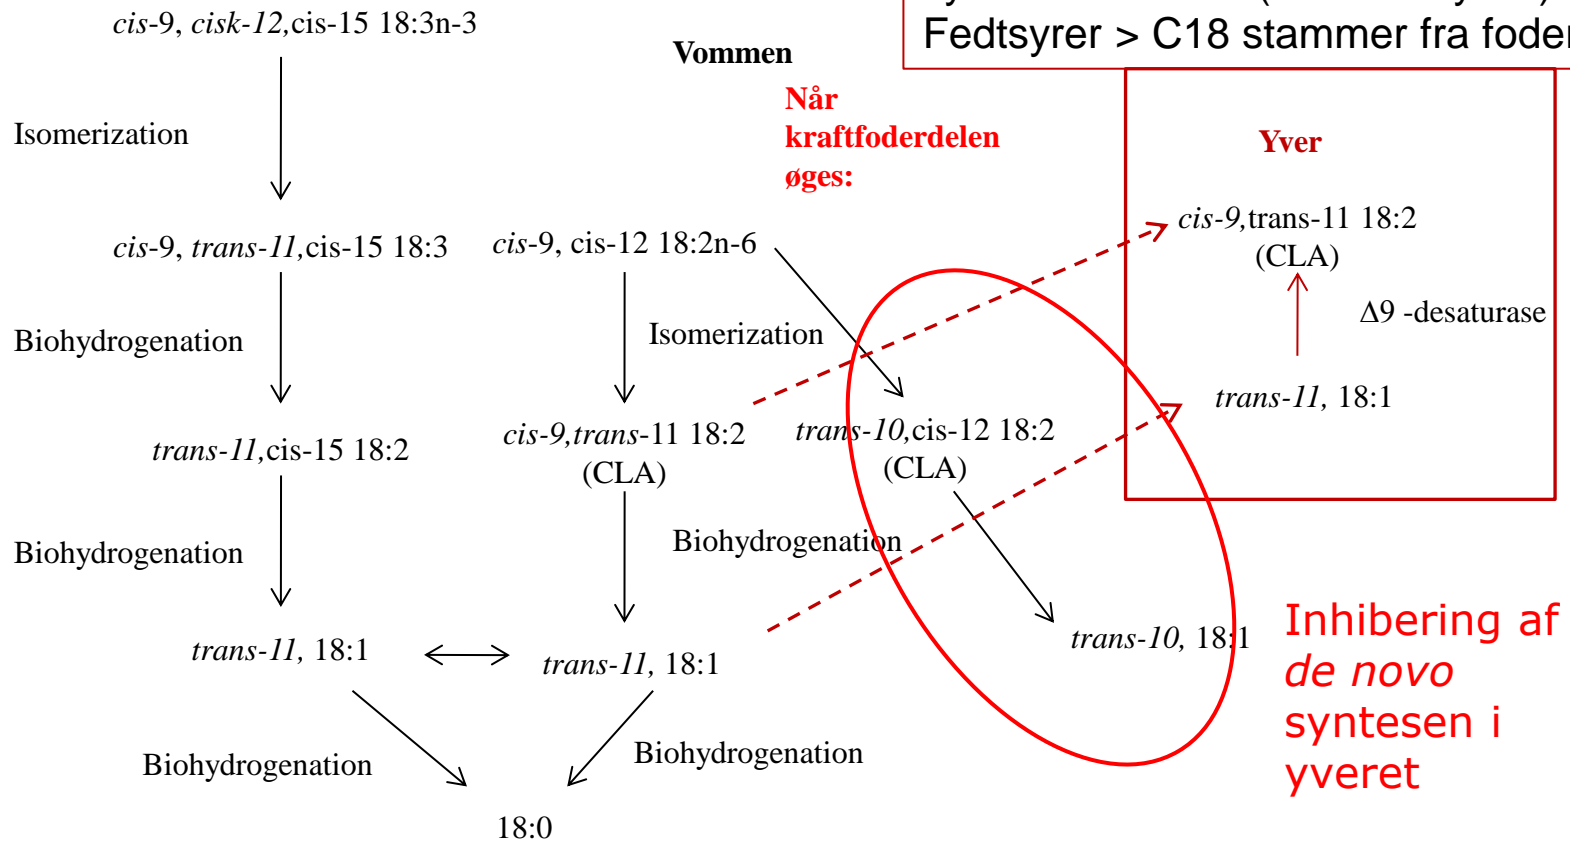 Fedtsyrer > C18 stammer fra foder
cis-9, cisk-12,cis-15 18:3n-3
Vommen
Når
kraftfoderdelen
øges:
Isomerization
Yver
cis-9, trans-11,cis-15 18:3
cis-9, cis-12 18:2n-6
cis-9,trans-11 18:2
(CLA)
Δ9 -desaturase
Biohydrogenation
Isomerization
trans-11, 18:1
trans-11,cis-15 18:2
cis-9,trans-11 18:2
(CLA)
trans-10,cis-12 18:2
(CLA)
Biohydrogenation
Biohydrogenation
trans-11, 18:1
trans-11, 18:1
trans-10, 18:1
Inhibering af
de novo
syntesen i
yveret
Biohydrogenation
Biohydrogenation
18:0